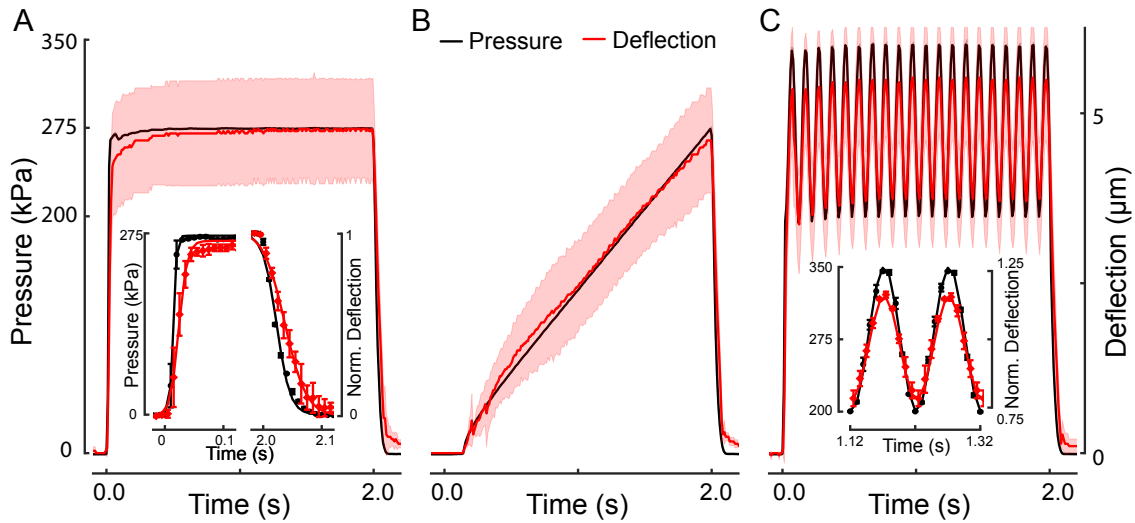 A
B
C
Pressure
Deflection
350
275
200
0
Pressure (kPa)
0.0
2.0
Time (s)
275
0
Pressure (kPa)
0
0.1
2.0
2.1
Time (s)
1
0
Norm. Deflection
0.0
2.0
Time (s)
350
275
200
1.12
1.32
Time (s)
1.25
0.75
Norm. Deflection
0.0
2.0
Time (s)
5
0
Deflection (μm)